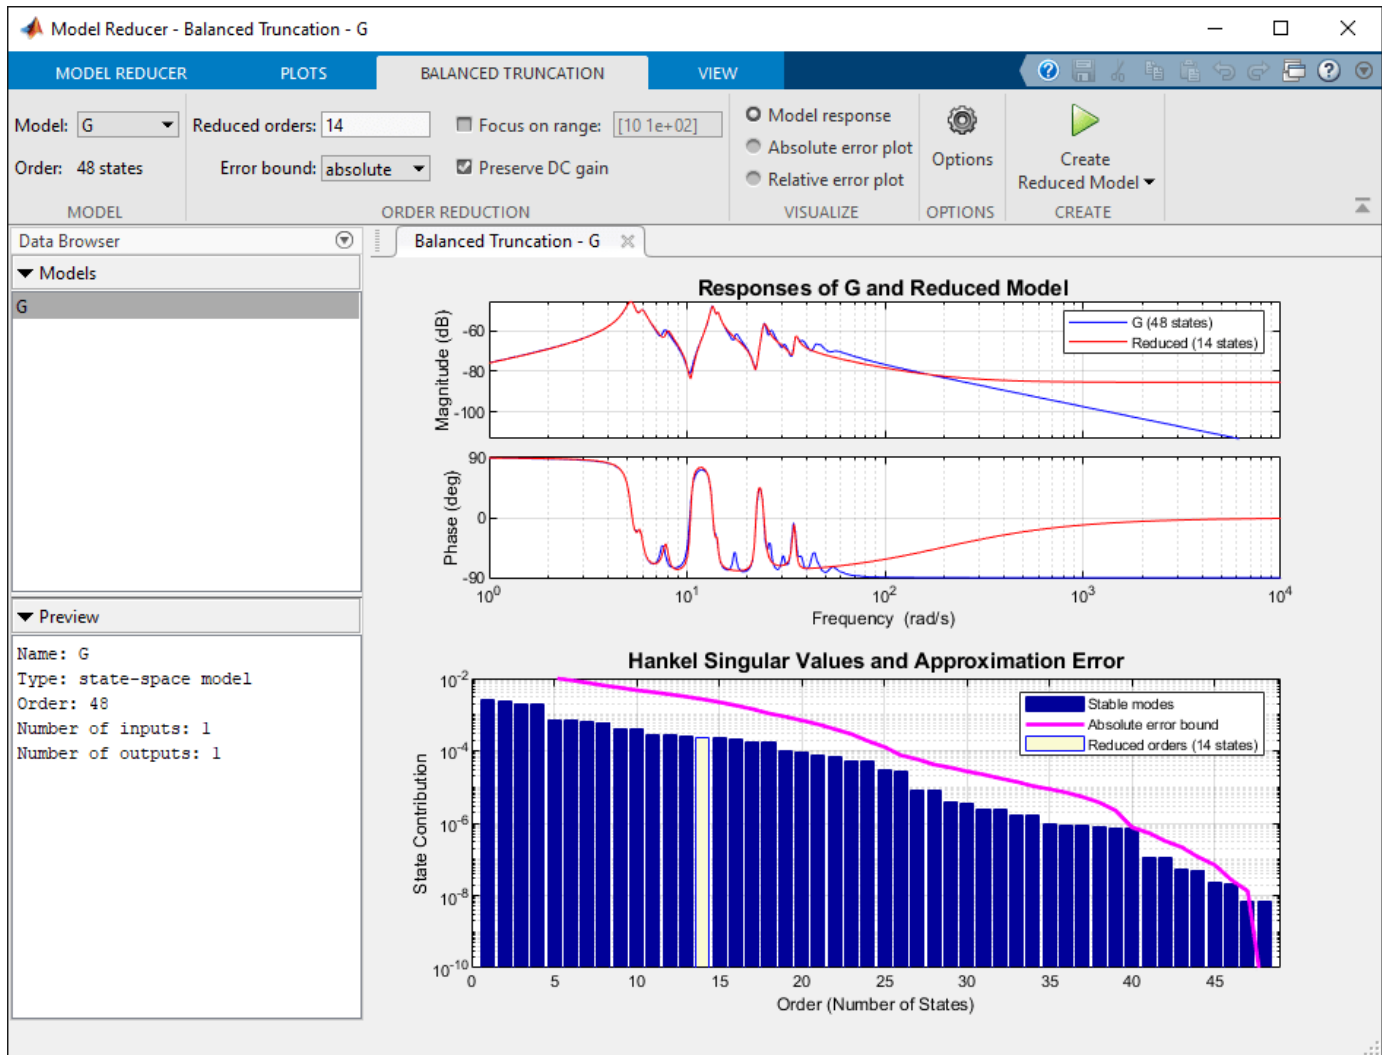 Model Reducer - Balanced Truncation - G
MODEL REDUCER PLOTS BALANCED TRUNCATION VIEW
Model: G Reduced orders: 14 Focus on range: [10 1e+02] Model response
Absolute error plot
Order: 48 states Error bound: absolute Preserve DC gain Relative error plot
Options
Create
Reduced Model
MODEL ORDER REDUCTION VISUALIZE OPTIONS CREATE
Data Browser
Models
G
Preview
Name: G
Type: state-space model
Order: 48
Number of inputs: 1
Number of outputs: 1
Balanced Truncation - G
Responses of G and Reduced Model
Magnitude (dB)
-60
-80
-100
G (48 states)
Reduced (14 states)
Phase (deg)
90
0
-90
10^0 10^1 10^2 10^3 10^4
Frequency (rad/s)
Hankel Singular Values and Approximation Error
State Contribution
10^-2
10^-4
10^-6
10^-8
10^-10
Stable modes
Absolute error bound
Reduced orders (14 states)
0 5 10 15 20 25 30 35 40 45
Order (Number of States)